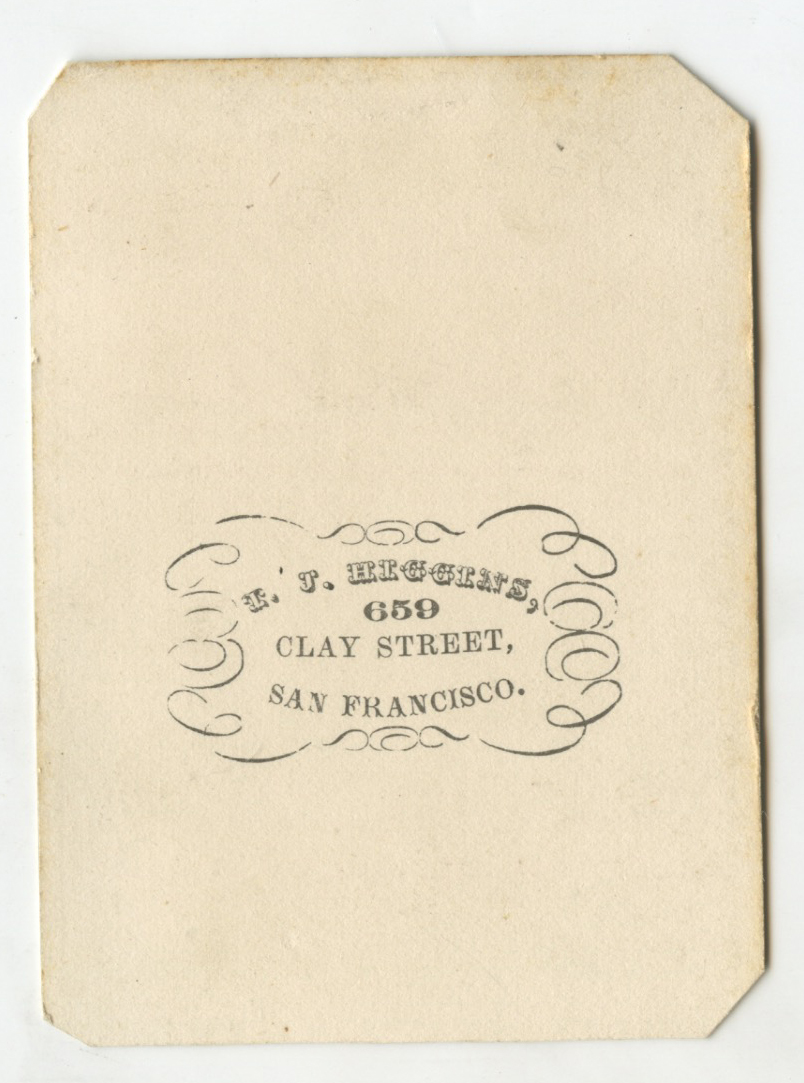 T. J. HIGGINS,
659
CLAY STREET,
SAN FRANCISCO.